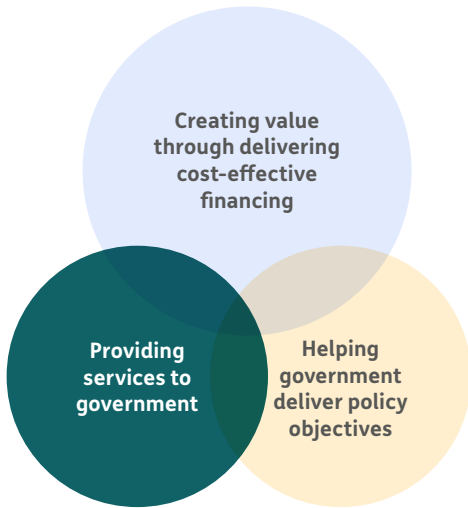 Creating value
through delivering
cost-effective
financing
Providing
services to
government
Helping
government
deliver policy
objectives